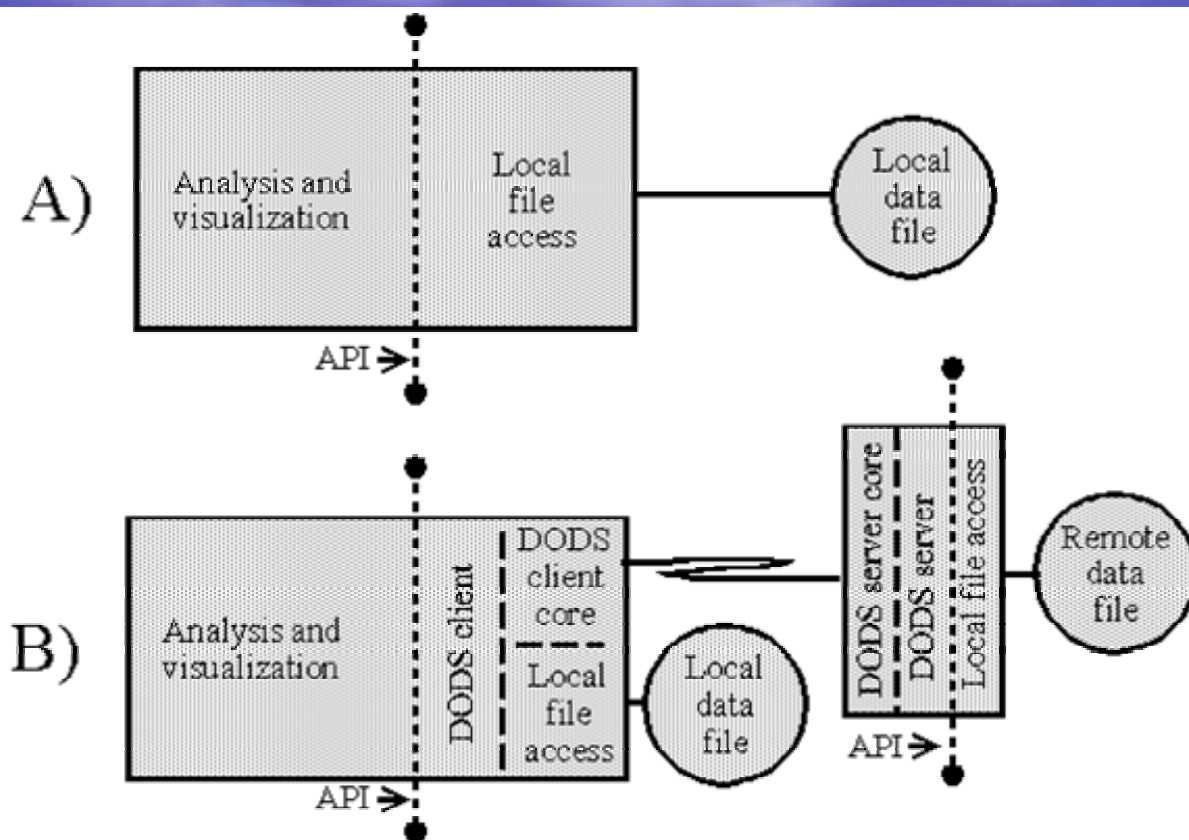 A)
Analysis and
visualization
Local
file
access
Local
data
file
API
B)
Analysis and
visualization
DODS client
DODS
client
core
Local
file
access
Local
data
file
API
DODS server core
DODS server
Local file access
Remote
data
file
API